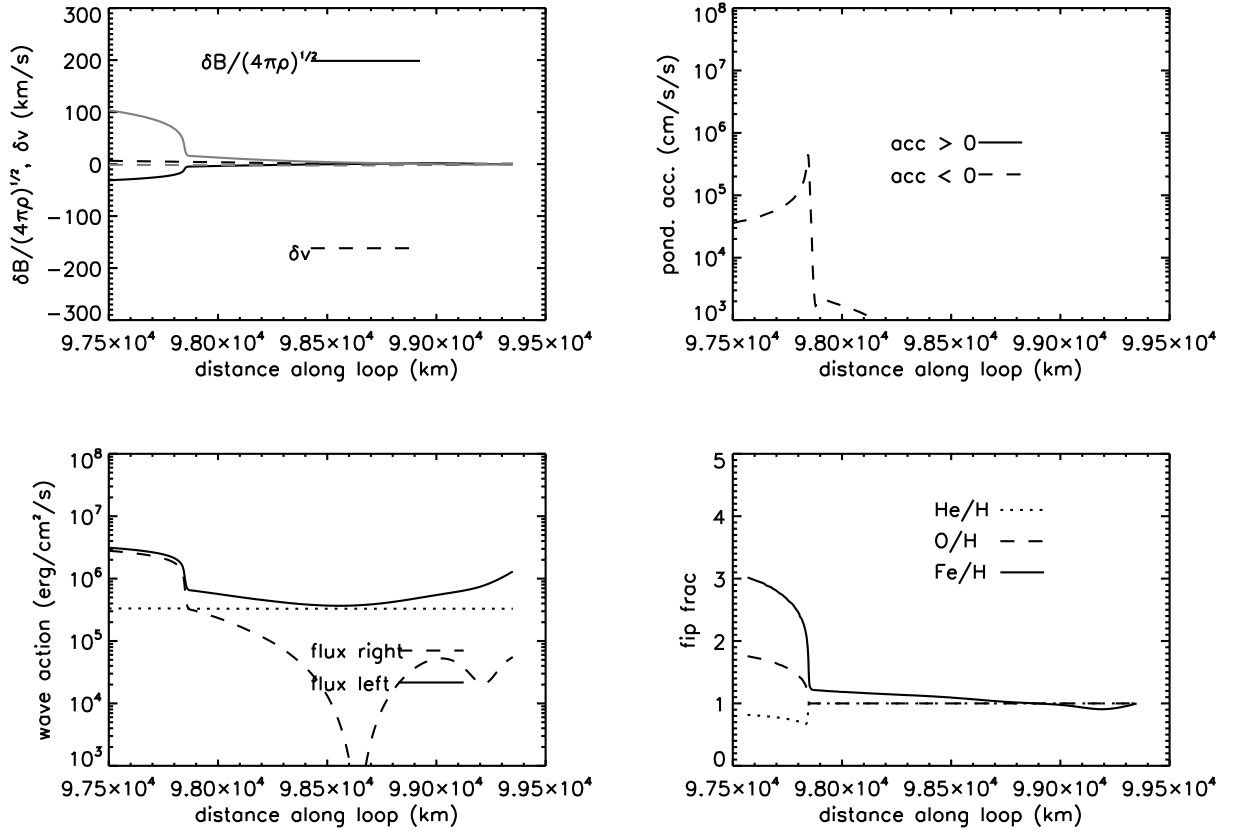 300
200
100
0
−100
−200
−300
δB/(4πρ)^1/2, δv (km/s)
δB/(4πρ)^1/2
δv
9.75×10^4 9.80×10^4 9.85×10^4 9.90×10^4 9.95×10^4
distance along loop (km)
10^8
10^7
10^6
10^5
10^4
10^3
pond. acc. (cm/s/s)
acc > 0
acc < 0
9.75×10^4 9.80×10^4 9.85×10^4 9.90×10^4 9.95×10^4
distance along loop (km)
10^8
10^7
10^6
10^5
10^4
10^3
wave action (erg/cm^2/s)
flux right
flux left
9.75×10^4 9.80×10^4 9.85×10^4 9.90×10^4 9.95×10^4
distance along loop (km)
5
4
3
2
1
0
fip frac
He/H
O/H
Fe/H
9.75×10^4 9.80×10^4 9.85×10^4 9.90×10^4 9.95×10^4
distance along loop (km)